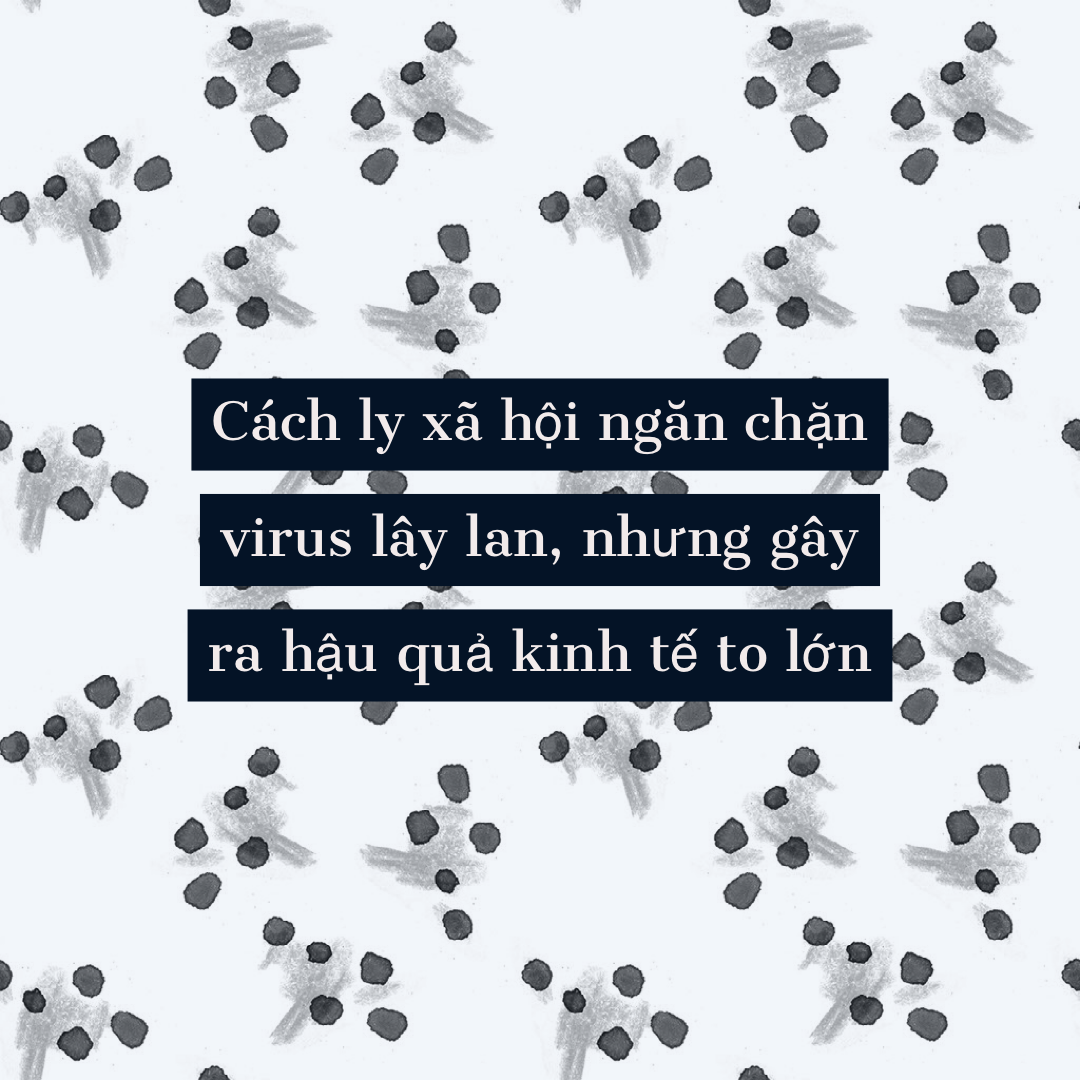 Cách ly xã hội ngăn chặn
virus lây lan, nhưng gây
ra hậu quả kinh tế to lớn